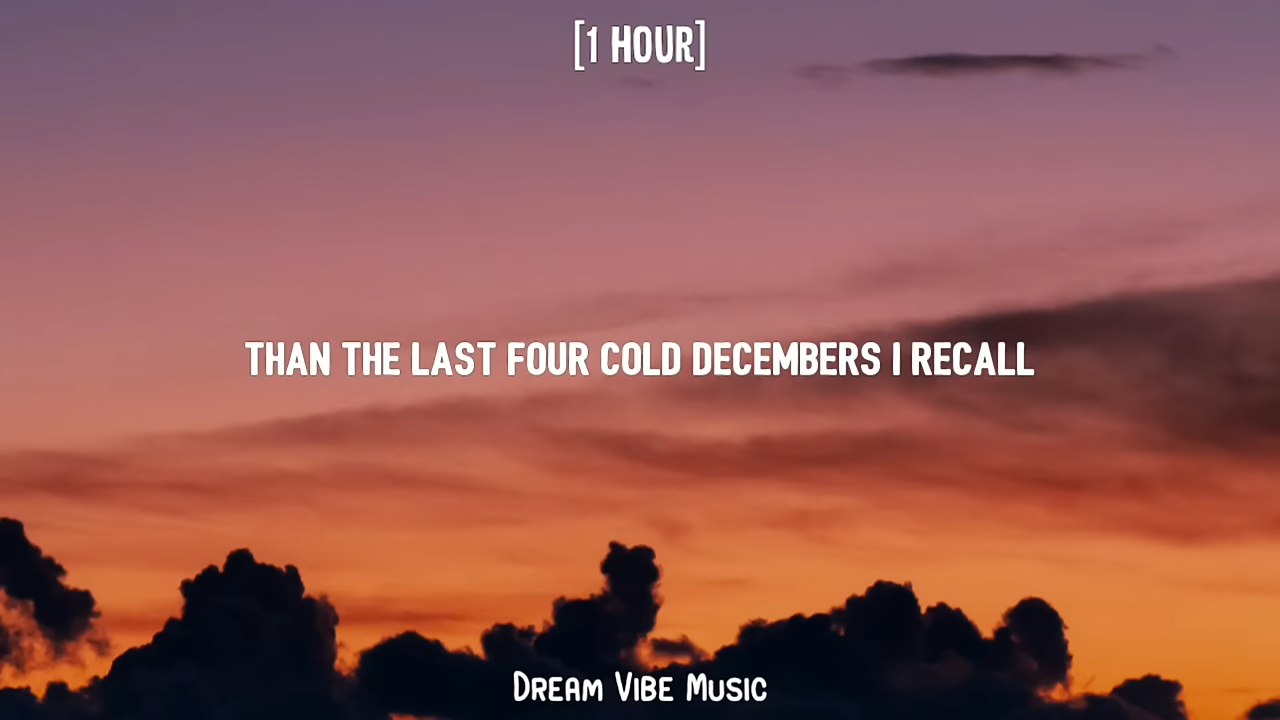 [1 HOUR]
THAN THE LAST FOUR COLD DECEMBERS I RECALL
DREAM VIBE MUSIC